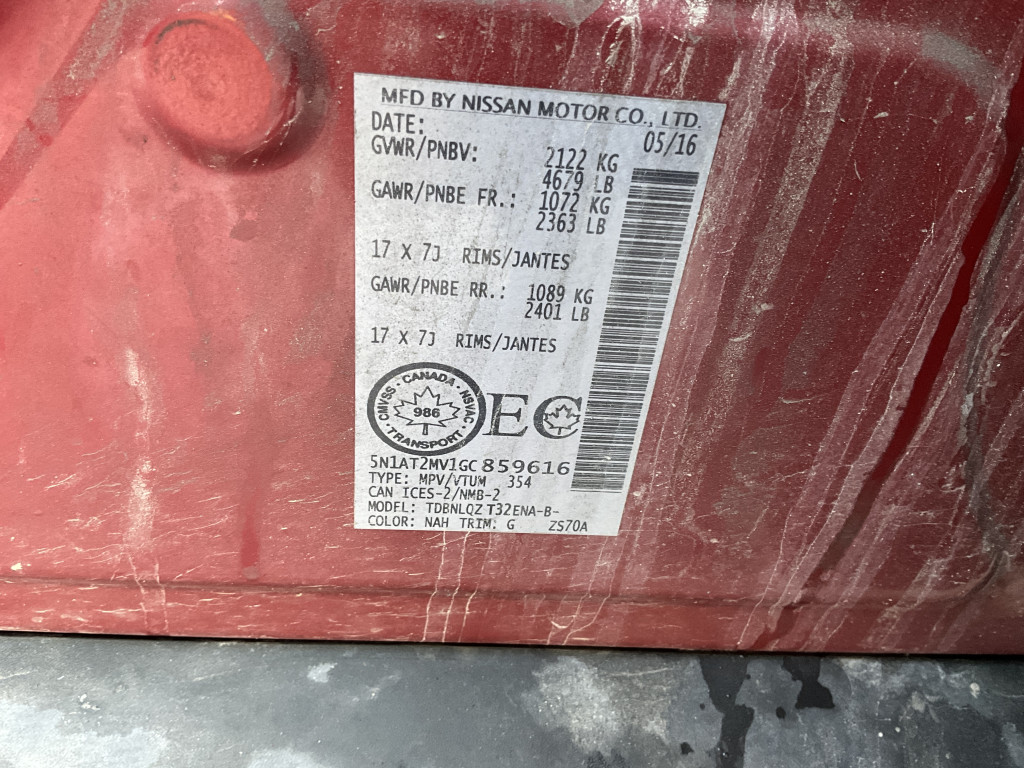 MFD BY NISSAN MOTOR CO., LTD.
DATE: 05/16
GVWR/PNBV: 2122 KG
4679 LB
GAWR/PNBE FR.: 1072 KG
2363 LB
17 X 7J RIMS/JANTES
GAWR/PNBE RR.: 1089 KG
2401 LB
17 X 7J RIMS/JANTES
CMVSS · CANADA · NSVAC · TRANSPORT ·
986
EC
5N1AT2MV1GC859616
TYPE: MPV/VTUM 354
CAN ICES-2/NMB-2
MODEL: TDBNLQZ T32ENA-B-
COLOR: NAH TRIM: G ZS70A